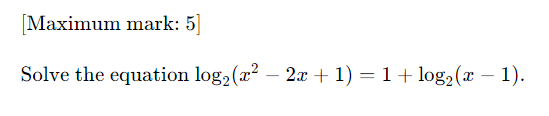 [Maximum mark: 5]
Solve the equation log₂(x² − 2x + 1) = 1 + log₂(x − 1).